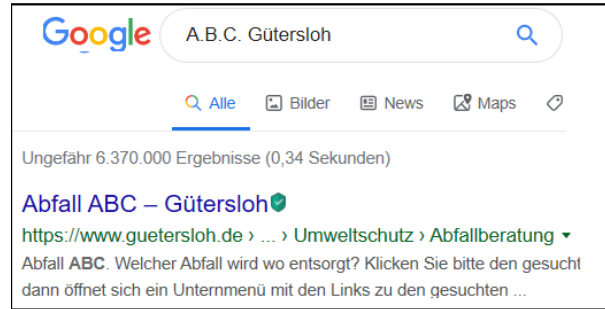 Google A.B.C. Gütersloh
Alle Bilder News Maps
Ungefähr 6.370.000 Ergebnisse (0,34 Sekunden)
Abfall ABC – Gütersloh
https://www.guetersloh.de › ... › Umweltschutz › Abfallberatung
Abfall ABC. Welcher Abfall wird wo entsorgt? Klicken Sie bitte den gesucht
dann öffnet sich ein Unternmenü mit den Links zu den gesuchten ...